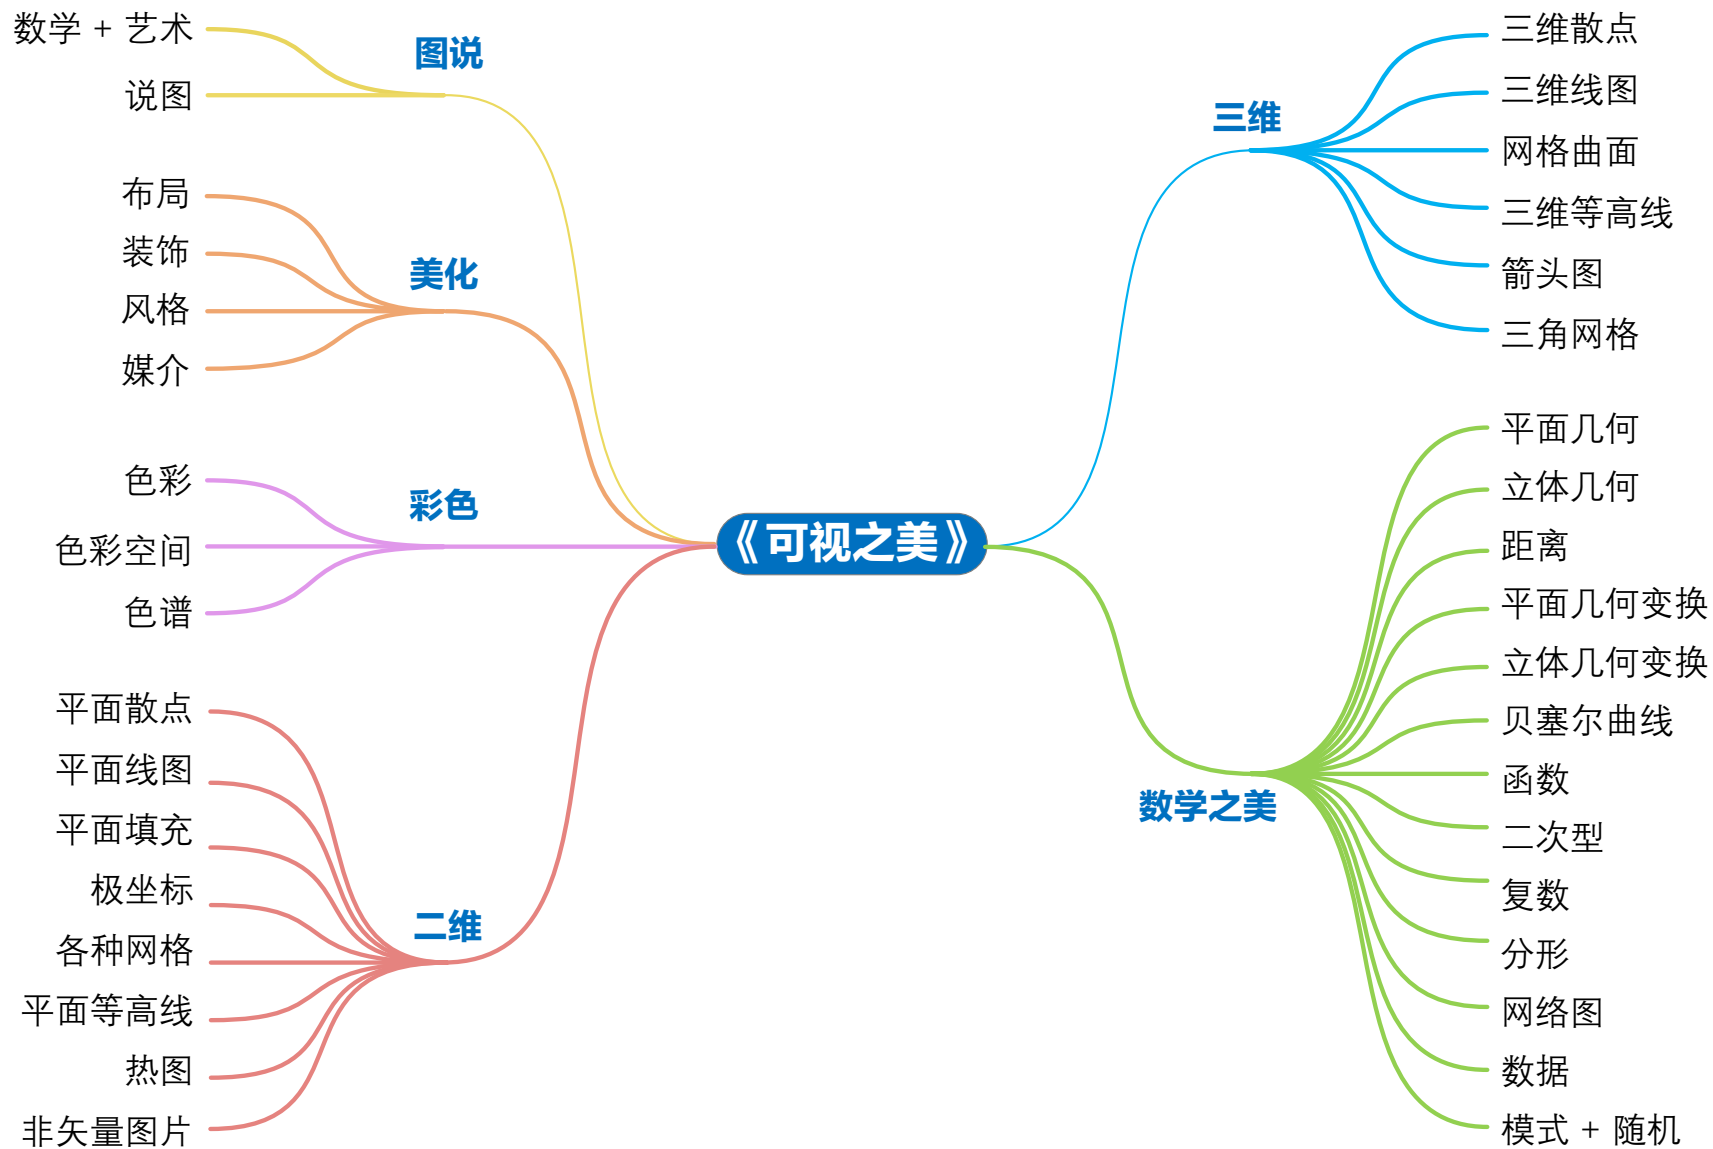 图说
数学 + 艺术
说图
美化
布局
装饰
风格
媒介
彩色
色彩
色彩空间
色谱
二维
平面散点
平面线图
平面填充
极坐标
各种网格
平面等高线
热图
非矢量图片
《可视之美》
三维
三维散点
三维线图
网格曲面
三维等高线
箭头图
三角网格
数学之美
平面几何
立体几何
距离
平面几何变换
立体几何变换
贝塞尔曲线
函数
二次型
复数
分形
网络图
数据
模式 + 随机